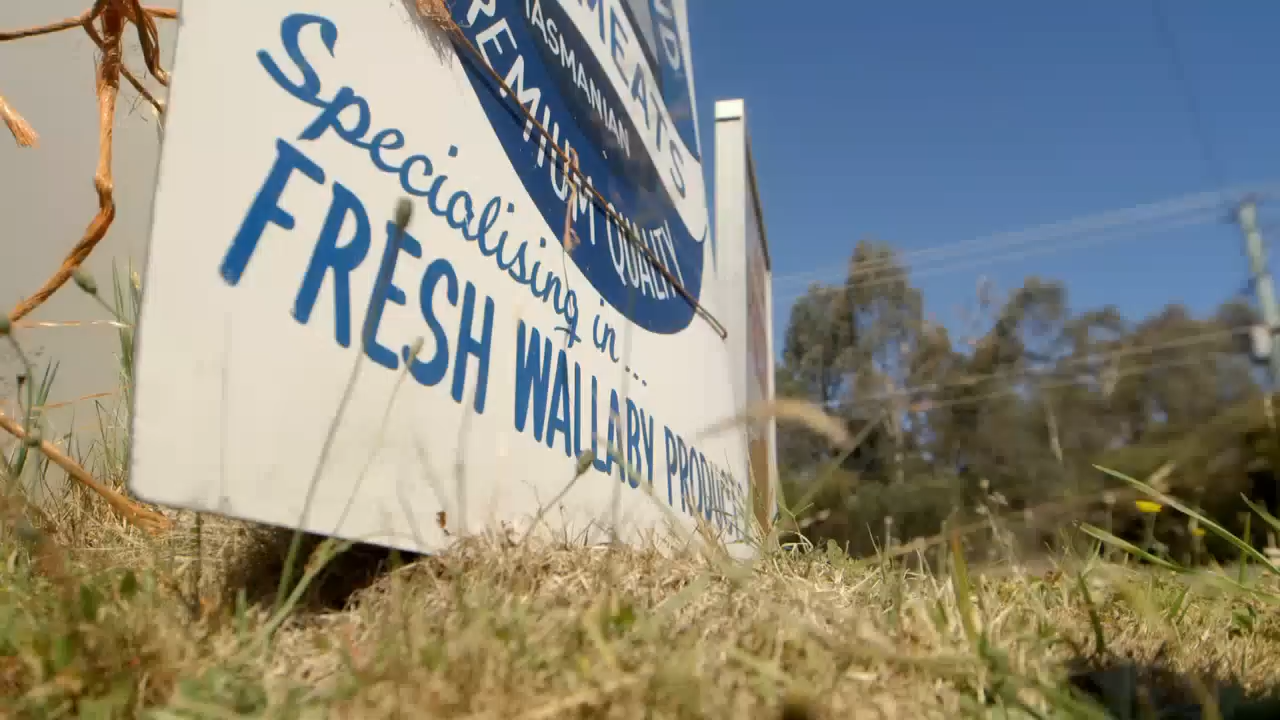 MEATS
TASMANIAN
PREMIUM QUALITY
Specialising in...
FRESH WALLABY PRODUCTS